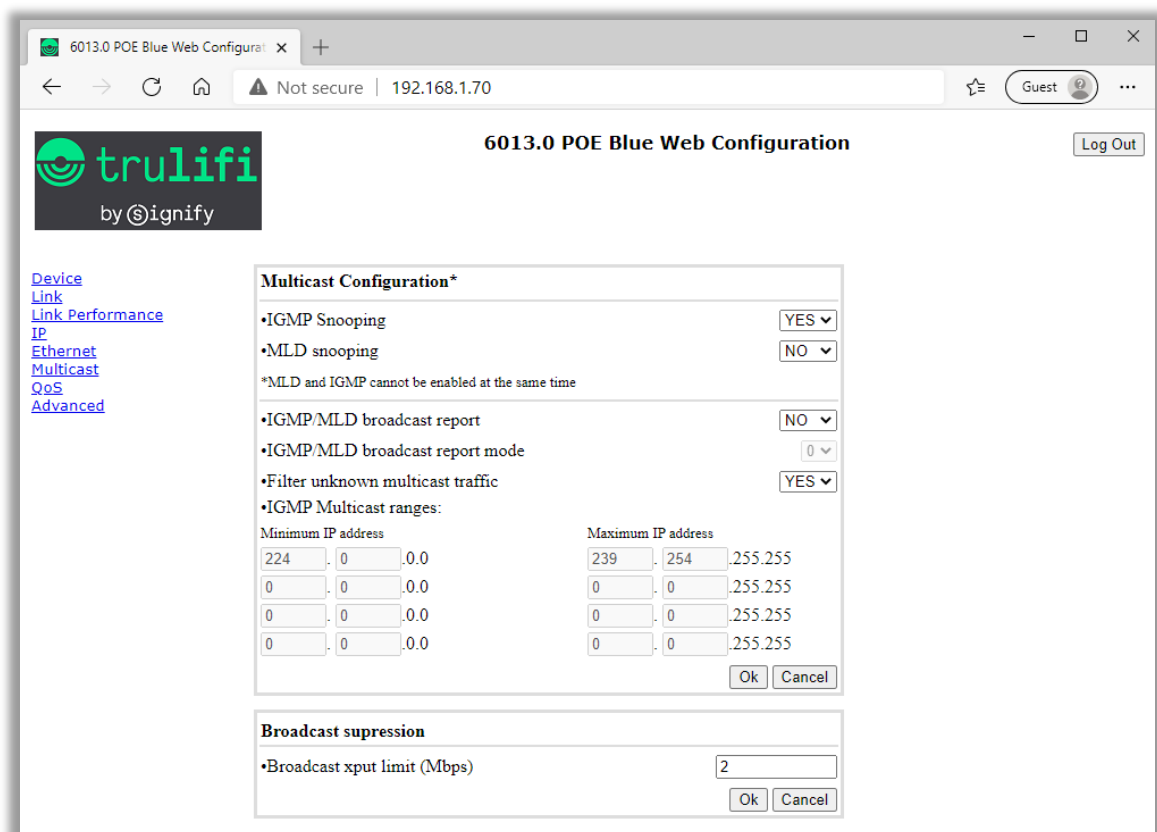 6013.0 POE Blue Web Configurat
Not secure | 192.168.1.70
Guest
trulifi
by signify
6013.0 POE Blue Web Configuration
Log Out
Device
Link
Link Performance
IP
Ethernet
Multicast
QoS
Advanced
Multicast Configuration*
•IGMP Snooping YES
•MLD snooping NO
*MLD and IGMP cannot be enabled at the same time
•IGMP/MLD broadcast report NO
•IGMP/MLD broadcast report mode 0
•Filter unknown multicast traffic YES
•IGMP Multicast ranges:
Minimum IP address Maximum IP address
224 . 0 .0.0 239 . 254 .255.255
0 . 0 .0.0 0 . 0 .255.255
0 . 0 .0.0 0 . 0 .255.255
0 . 0 .0.0 0 . 0 .255.255
Ok Cancel
Broadcast supression
•Broadcast xput limit (Mbps) 2
Ok Cancel